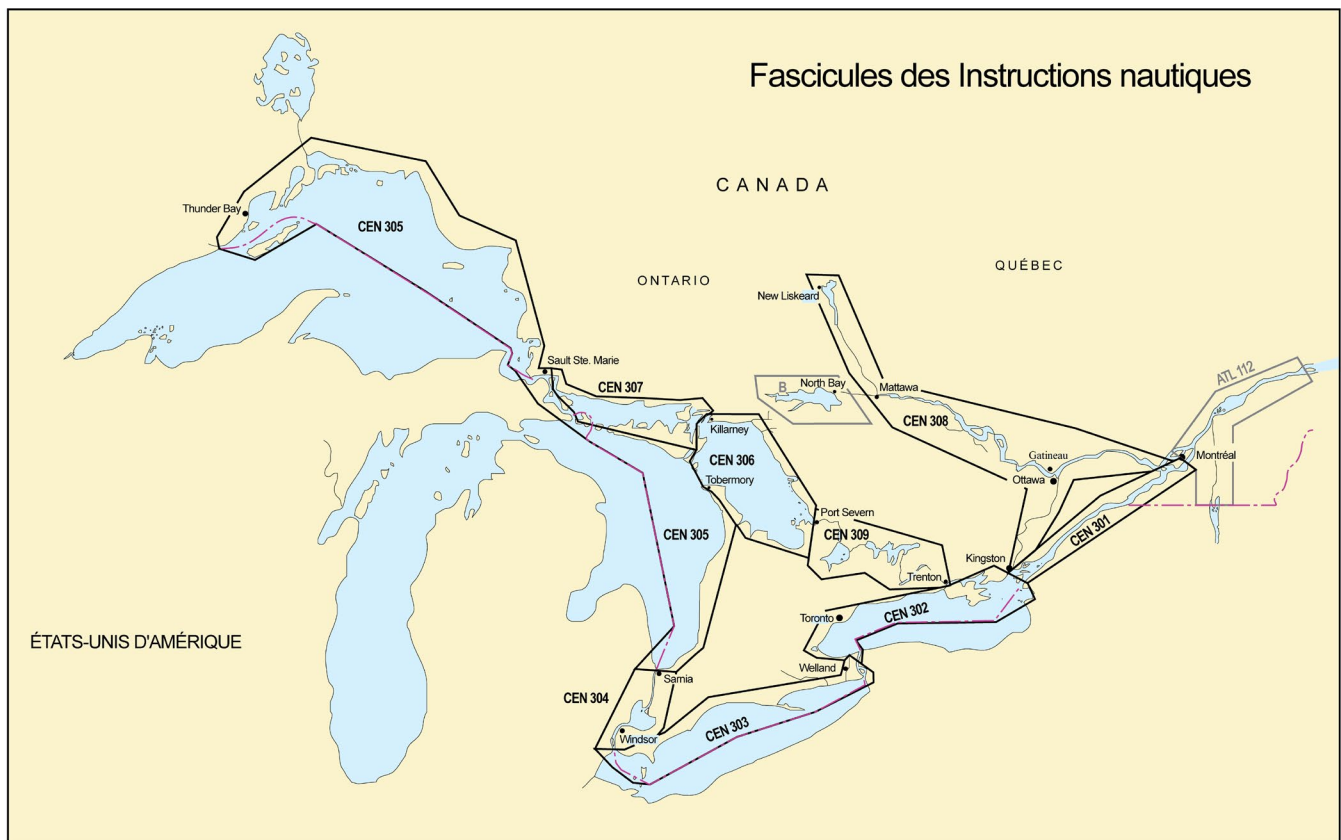 Fascicules des Instructions nautiques
CANADA
Thunder Bay
CEN 305
QUÉBEC
ONTARIO
New Liskeard
Sault Ste. Marie
ATL 112
CEN 307
B
North Bay
Mattawa
CEN 308
Killarney
CEN 306
Gatineau
Montréal
Tobermory
Ottawa
Port Severn
CEN 305
CEN 309
CEN 301
Kingston
Trenton
Toronto
CEN 302
ÉTATS-UNIS D'AMÉRIQUE
Welland
Sarnia
CEN 304
CEN 303
Windsor